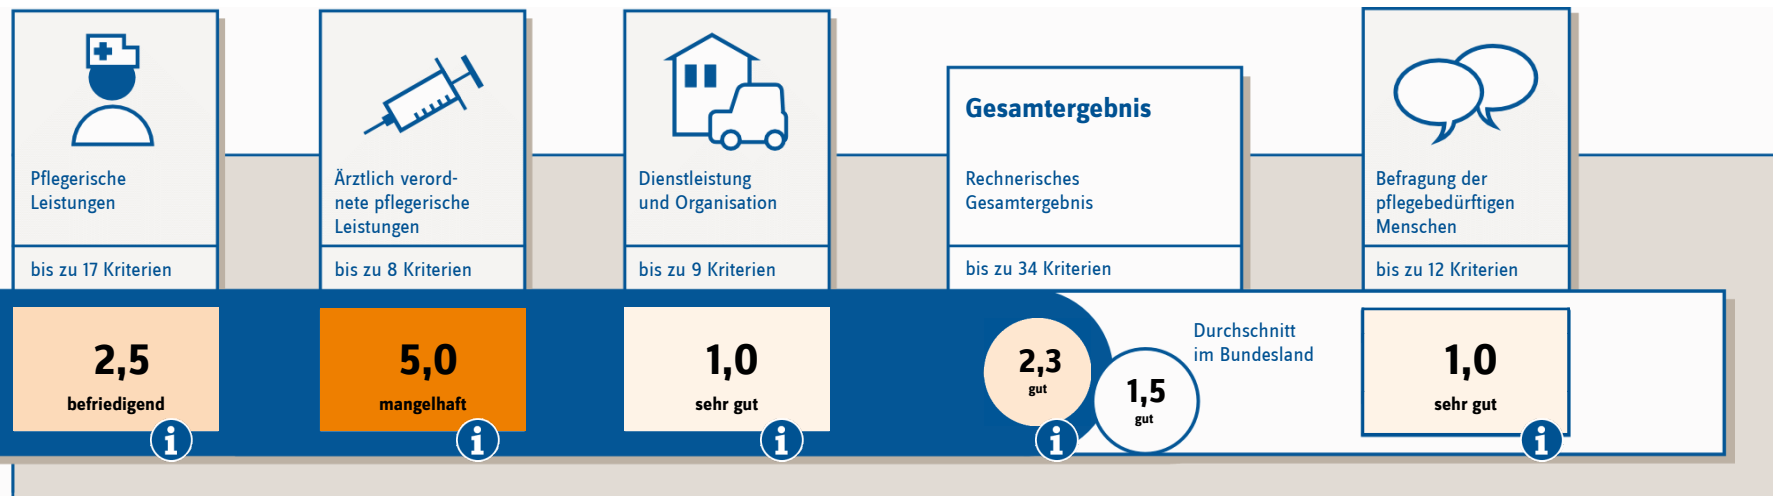 Pflegerische
Leistungen
bis zu 17 Kriterien
2,5
befriedigend
i
Ärztlich verord-
nete pflegerische
Leistungen
bis zu 8 Kriterien
5,0
mangelhaft
i
Dienstleistung
und Organisation
bis zu 9 Kriterien
1,0
sehr gut
i
Gesamtergebnis
Rechnerisches
Gesamtergebnis
bis zu 34 Kriterien
2,3
gut
i
1,5
gut
Durchschnitt
im Bundesland
Befragung der
pflegebedürftigen
Menschen
bis zu 12 Kriterien
1,0
sehr gut
i